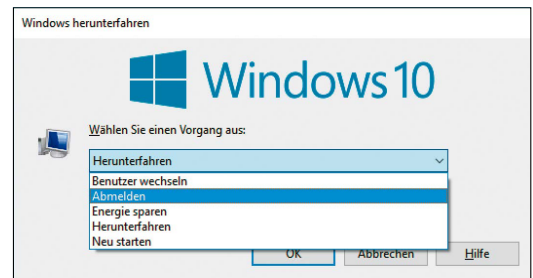 Windows herunterfahren
Windows 10
Wählen Sie einen Vorgang aus:
Herunterfahren
Benutzer wechseln
Abmelden
Energie sparen
Herunterfahren
Neu starten
OK Abbrechen Hilfe